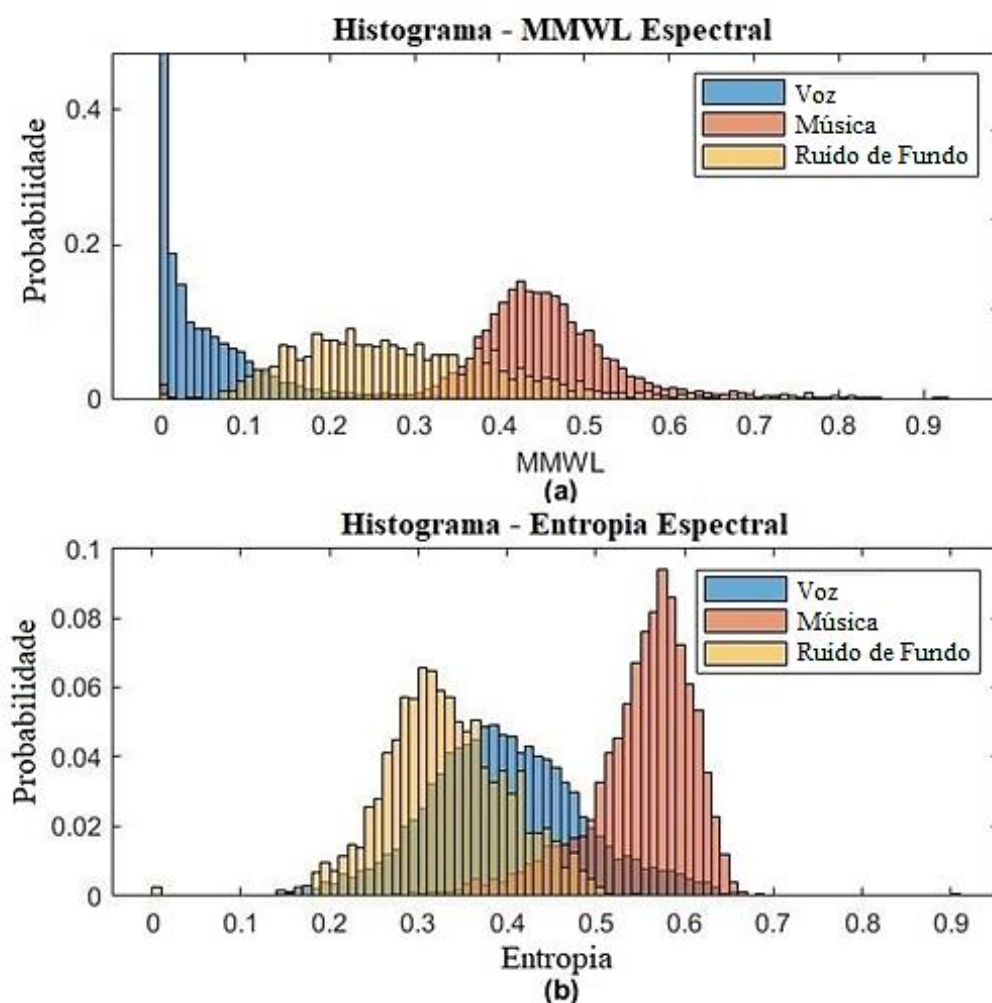 Histograma - MMWL Espectral
Probabilidade
0.4
0.2
0
Voz
Música
Ruído de Fundo
0 0.1 0.2 0.3 0.4 0.5 0.6 0.7 0.8 0.9
MMWL
(a)
Histograma - Entropia Espectral
Probabilidade
0.1
0.08
0.06
0.04
0.02
0
Voz
Música
Ruído de Fundo
0 0.1 0.2 0.3 0.4 0.5 0.6 0.7 0.8 0.9
Entropia
(b)